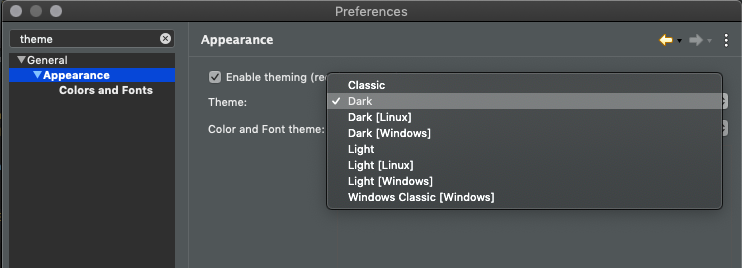 Preferences
theme
General
Appearance
Colors and Fonts
Appearance
Enable theming
Theme:
Color and Font theme:
Classic
Dark
Dark [Linux]
Dark [Windows]
Light
Light [Linux]
Light [Windows]
Windows Classic [Windows]